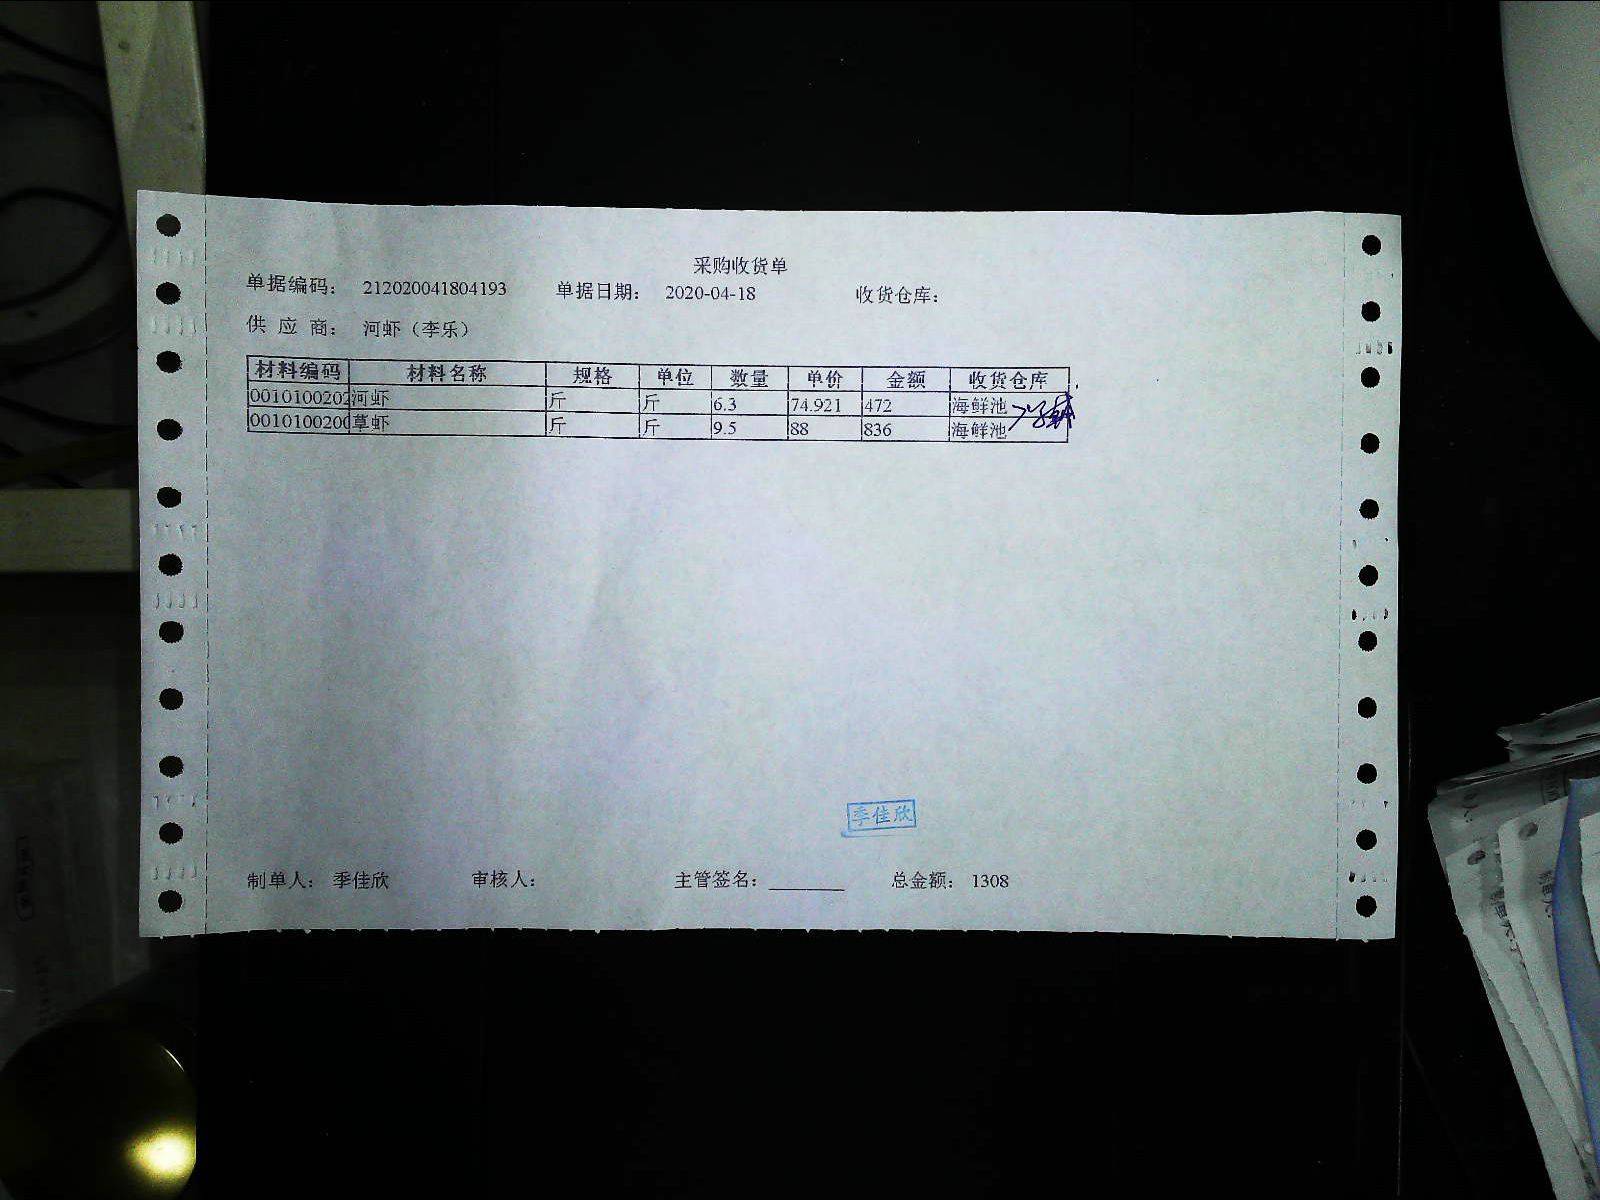 采购收货单
单据编码： 212020041804193 单据日期： 2020-04-18 收货仓库：
供 应 商： 河虾（李乐）
材料编码 材料名称 规格 单位 数量 单价 金额 收货仓库
0010100202 河虾 斤 斤 6.3 74.921 472 海鲜池
0010100200 草虾 斤 斤 9.5 88 836 海鲜池
季佳欣
制单人： 季佳欣 审核人： 主管签名： 总金额： 1308